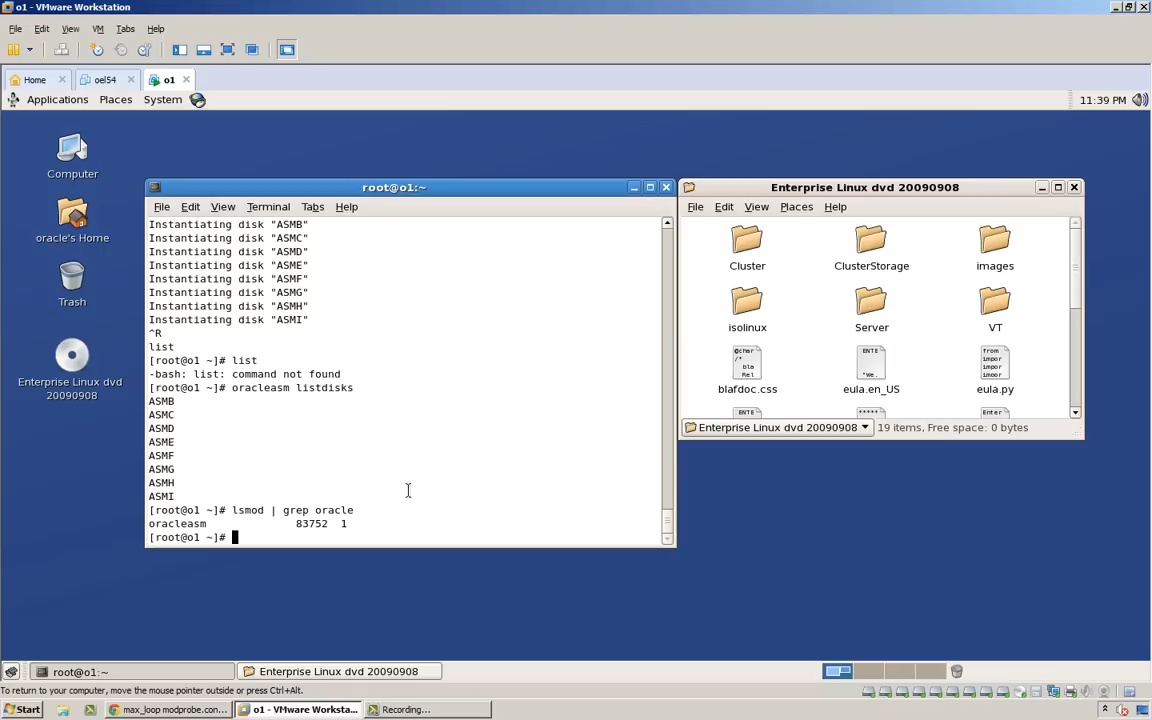 o1 - VMware Workstation
File Edit View VM Tabs Help
Home oel54 o1
Applications Places System 11:39 PM
Computer
oracle's Home
Trash
Enterprise Linux dvd 20090908
root@o1:~
File Edit View Terminal Tabs Help
Instantiating disk "ASMB"
Instantiating disk "ASMC"
Instantiating disk "ASMD"
Instantiating disk "ASME"
Instantiating disk "ASMF"
Instantiating disk "ASMG"
Instantiating disk "ASMH"
Instantiating disk "ASMI"
^R
list
[root@o1 ~]# list
-bash: list: command not found
[root@o1 ~]# oracleasm listdisks
ASMB
ASMC
ASMD
ASME
ASMF
ASMG
ASMH
ASMI
[root@o1 ~]# lsmod | grep oracle
oracleasm 83752 1
[root@o1 ~]#
Enterprise Linux dvd 20090908
File Edit View Places Help
Cluster ClusterStorage images
isolinux Server VT
blafdoc.css eula.en_US eula.py
Enterprise Linux dvd 20090908 19 items, Free space: 0 bytes
root@o1:~ Enterprise Linux dvd 20090908
To return to your computer, move the mouse pointer outside or press Ctrl+Alt.
Start max_loop modprobe.con... o1 - VMware Worksta... Recording...